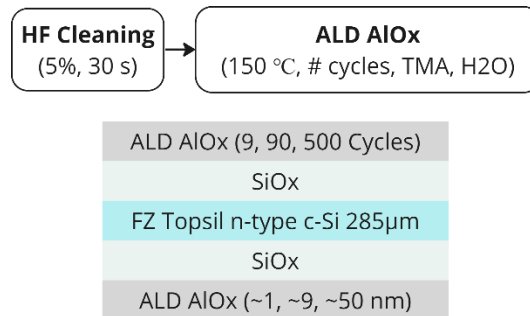 HF Cleaning
(5%, 30 s)
ALD AlOx
(150 ℃, # cycles, TMA, H2O)
ALD AlOx (9, 90, 500 Cycles)
SiOx
FZ Topsil n-type c-Si 285µm
SiOx
ALD AlOx (~1, ~9, ~50 nm)